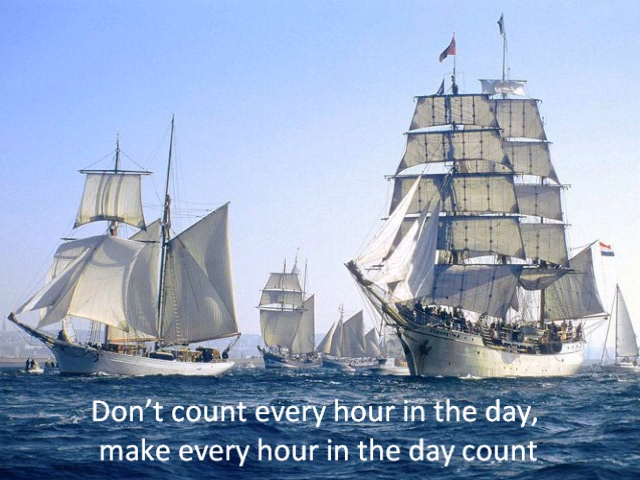 Don’t count every hour in the day,
make every hour in the day count